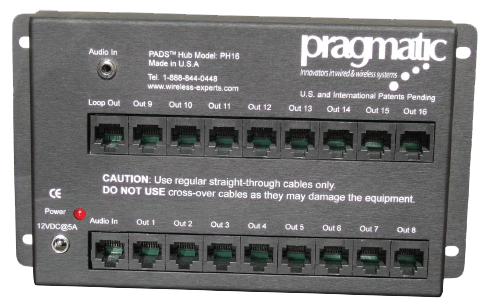 Audio In
PADS™ Hub Model: PH16
Made in U.S.A
Tel. 1-888-844-0448
www.wireless-experts.com
pragmatic
Innovators in wired & wireless systems
U.S. and International Patents Pending
Loop Out Out 9 Out 10 Out 11 Out 12 Out 13 Out 14 Out 15 Out 16
CAUTION: Use regular straight-through cables only.
DO NOT USE cross-over cables as they may damage the equipment.
CE
Power
12VDC@5A
Audio In Out 1 Out 2 Out 3 Out 4 Out 5 Out 6 Out 7 Out 8